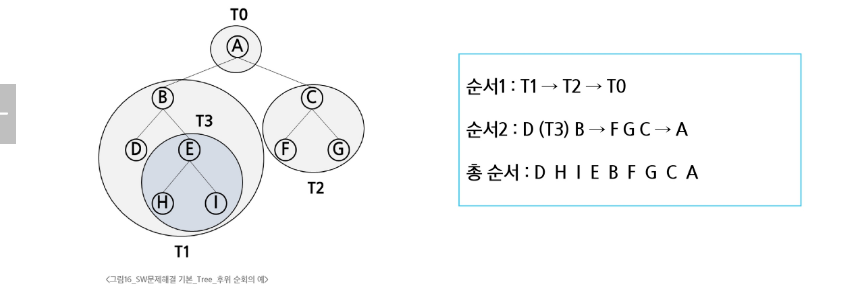 T0
A
B
C
T3
D
E
F
G
H
I
T2
T1
<그림16_SW문제해결 기본_Tree_후위 순회의 예>
순서1 : T1 → T2 → T0
순서2 : D (T3) B → F G C → A
총 순서 : D H I E B F G C A